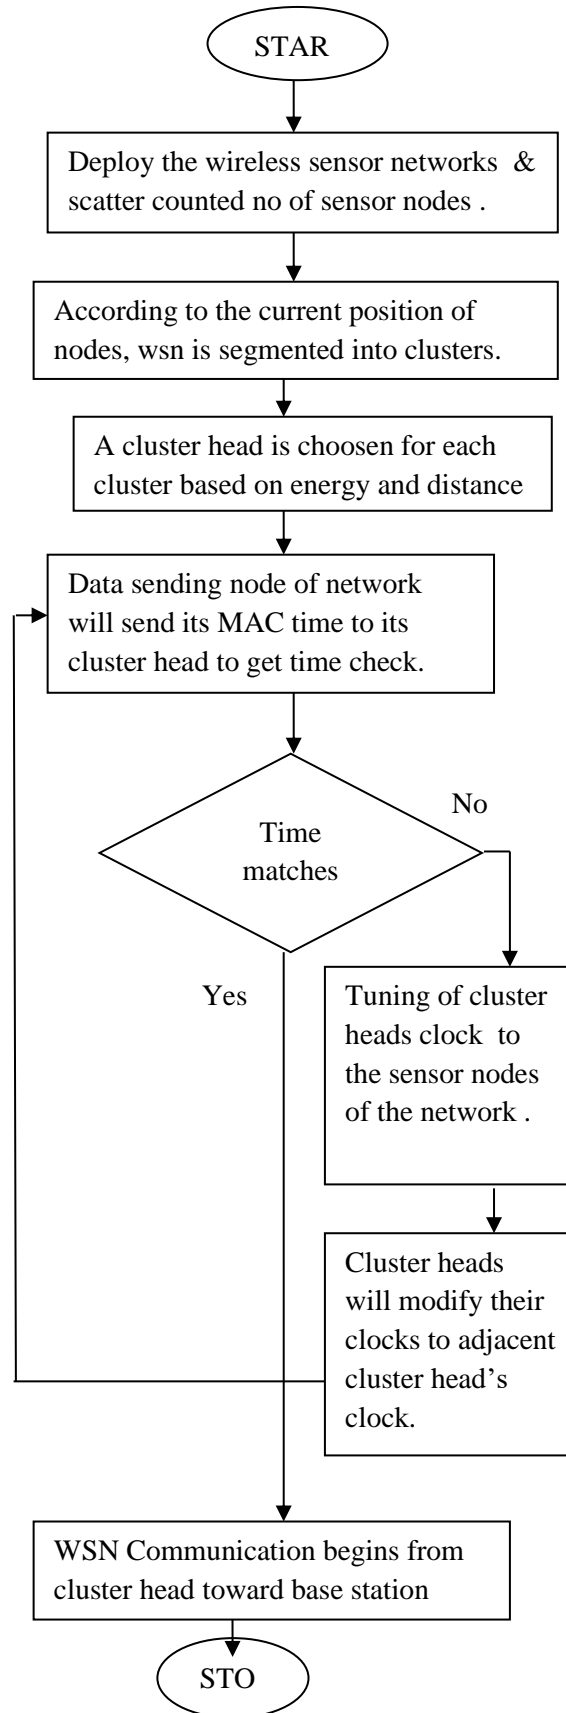 STAR
Deploy the wireless sensor networks &
scatter counted no of sensor nodes .
According to the current position of
nodes, wsn is segmented into clusters.
A cluster head is choosen for each
cluster based on energy and distance
Data sending node of network
will send its MAC time to its
cluster head to get time check.
No
Time
matches
Yes
Tuning of cluster
heads clock to
the sensor nodes
of the network .
Cluster heads
will modify their
clocks to adjacent
cluster head's
clock.
WSN Communication begins from
cluster head toward base station
STO